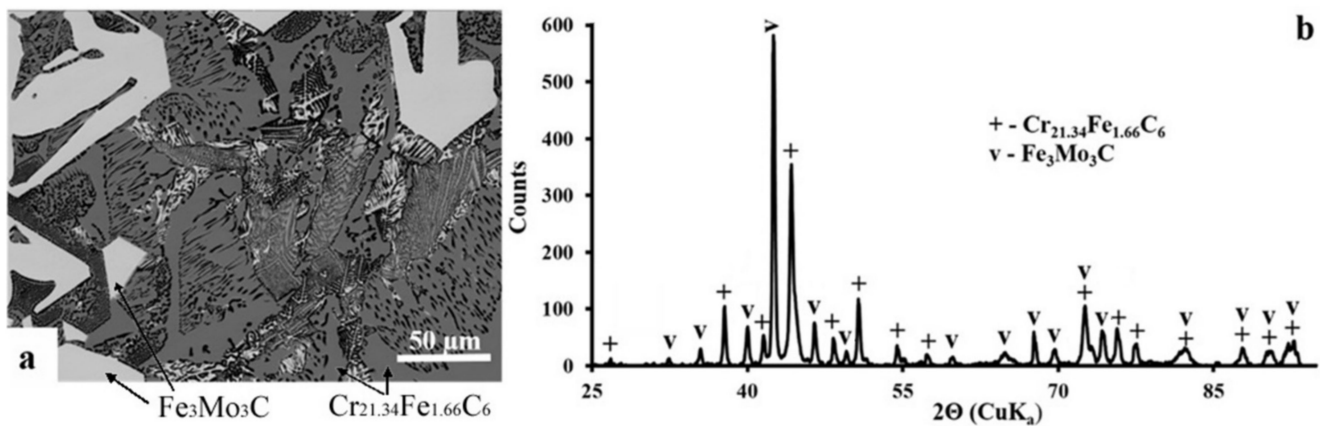 a
50 μm
Fe₃Mo₃C
Cr₂₁.₃₄Fe₁.₆₆C₆
b
600
500
400
300
200
100
0
Counts
+ - Cr₂₁.₃₄Fe₁.₆₆C₆
v - Fe₃Mo₃C
v
+
+ v v + v + v + v + v + + v v v v v + v + + v + v + v +
25 40 55 70 85
2Θ (CuKₐ)